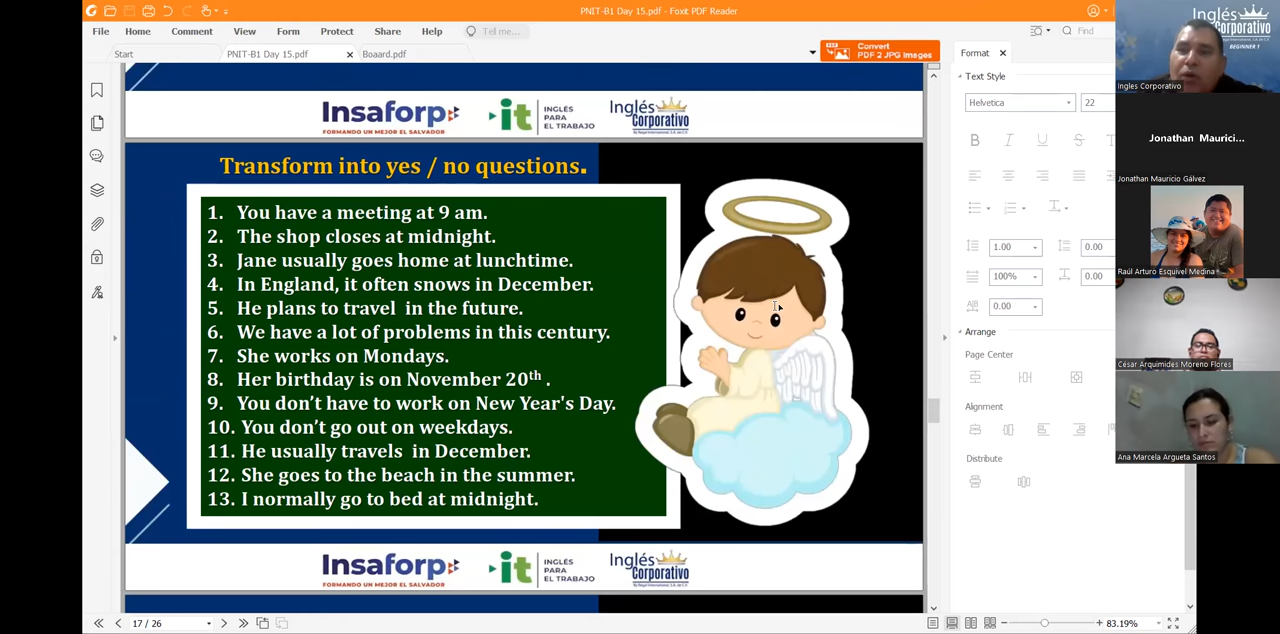 PNIT-B1 Day 15.pdf - Foxit PDF Reader
File Home Comment View Form Protect Share Help Tell me... Find
Start PNIT-B1 Day 15.pdf Boaard.pdf
Convert
PDF 2 JPG Images
Insaforp
FORMANDO UN MEJOR EL SALVADOR
it INGLÉS
PARA
EL TRABAJO
Inglés
Corporativo
Transform into yes / no questions.
1. You have a meeting at 9 am.
2. The shop closes at midnight.
3. Jane usually goes home at lunchtime.
4. In England, it often snows in December.
5. He plans to travel in the future.
6. We have a lot of problems in this century.
7. She works on Mondays.
8. Her birthday is on November 20th .
9. You don't have to work on New Year's Day.
10. You don't go out on weekdays.
11. He usually travels in December.
12. She goes to the beach in the summer.
13. I normally go to bed at midnight.
Insaforp
FORMANDO UN MEJOR EL SALVADOR
it INGLÉS
PARA
EL TRABAJO
Inglés
Corporativo
17 / 26
83.19%
Format
Text Style
Helvetica 22
B I U S T
1.00 0.00
100% 0.00
0.00
Arrange
Page Center
Alignment
Distribute
Inglés
Corporativo
BEGINNER 1
Ingles Corporativo
Jonathan Maurici...
Jonathan Mauricio Gálvez
Raúl Arturo Esquivel Medina
César Arquimides Moreno Flores
Ana Marcela Argueta Santos